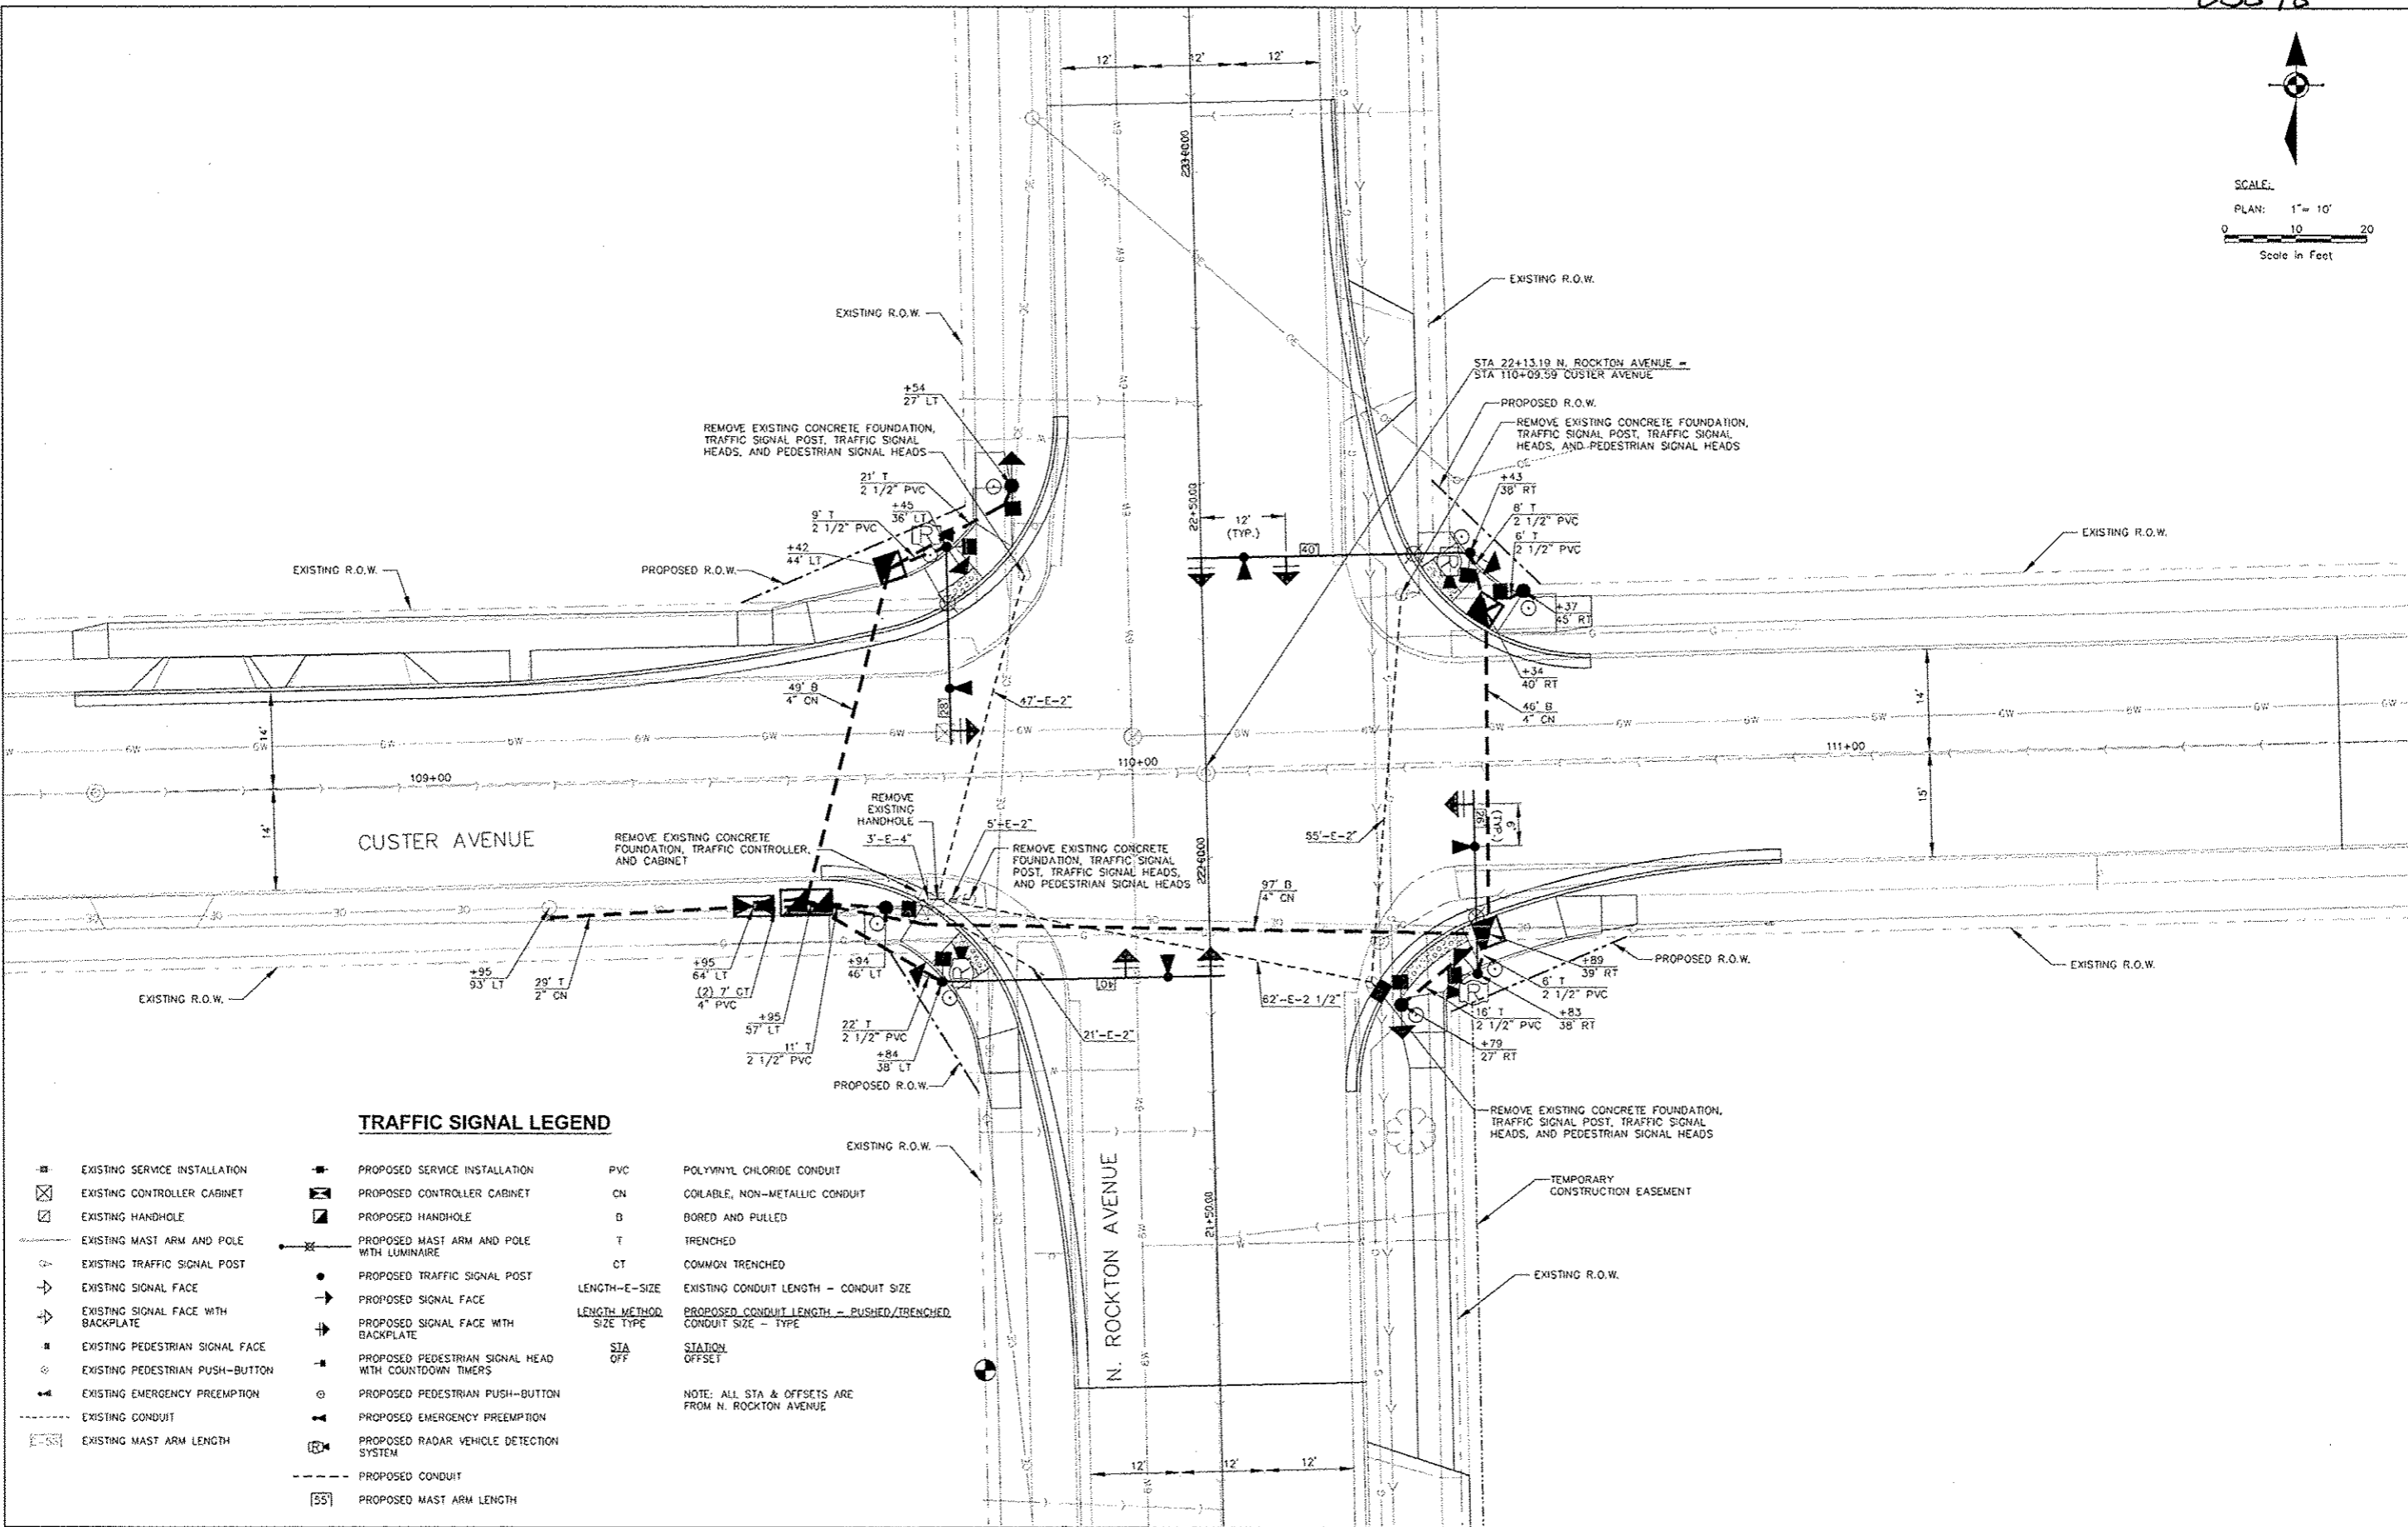 12'
12'
12'
23+00.00
SCALE:
PLAN: 1"= 10'
0 10 20
Scale in Feet
EXISTING R.O.W.
EXISTING R.O.W.
STA 22+13.19 N. ROCKTON AVENUE =
STA 110+09.59 CUSTER AVENUE
PROPOSED R.O.W.
REMOVE EXISTING CONCRETE FOUNDATION,
TRAFFIC SIGNAL POST, TRAFFIC SIGNAL
HEADS, AND PEDESTRIAN SIGNAL HEADS
+54
27' LT
REMOVE EXISTING CONCRETE FOUNDATION,
TRAFFIC SIGNAL POST, TRAFFIC SIGNAL
HEADS, AND PEDESTRIAN SIGNAL HEADS
21' T
2 1/2" PVC
9' T
2 1/2" PVC
+45
36' LT
+42
44' LT
EXISTING R.O.W.
PROPOSED R.O.W.
22+50.00
12'
(TYP.)
40'
+43
38' RT
8' T
2 1/2" PVC
6' T
2 1/2" PVC
+37
45' RT
+34
40' RT
46' B
4" CN
EXISTING R.O.W.
49' B
4" CN
28'
47'-E-2"
14'
14'
14'
15'
109+00
110+00
111+00
CUSTER AVENUE
REMOVE
EXISTING
HANDHOLE
3'-E-4"
5'-E-2"
REMOVE EXISTING CONCRETE
FOUNDATION, TRAFFIC CONTROLLER,
AND CABINET
REMOVE EXISTING CONCRETE
FOUNDATION, TRAFFIC SIGNAL
POST, TRAFFIC SIGNAL HEADS,
AND PEDESTRIAN SIGNAL HEADS
22+00.00
55'-E-2"
26'
6'
(TYP.)
97' B
4" CN
+95
93' LT
29' T
2" CN
+95
64' LT
(2) 7' CT
4" PVC
+95
57' LT
11' T
2 1/2" PVC
+94
46' LT
22' T
2 1/2" PVC
+84
38' LT
40'
21'-E-2"
62'-E-2 1/2"
EXISTING R.O.W.
PROPOSED R.O.W.
+89
39' RT
6' T
2 1/2" PVC
+83
38' RT
16' T
2 1/2" PVC
+79
27' RT
PROPOSED R.O.W.
EXISTING R.O.W.
REMOVE EXISTING CONCRETE FOUNDATION,
TRAFFIC SIGNAL POST, TRAFFIC SIGNAL
HEADS, AND PEDESTRIAN SIGNAL HEADS
TEMPORARY
CONSTRUCTION EASEMENT
EXISTING R.O.W.
EXISTING R.O.W.
N. ROCKTON AVENUE
21+50.00
12'
12'
12'
TRAFFIC SIGNAL LEGEND
EXISTING SERVICE INSTALLATION
EXISTING CONTROLLER CABINET
EXISTING HANDHOLE
EXISTING MAST ARM AND POLE
EXISTING TRAFFIC SIGNAL POST
EXISTING SIGNAL FACE
EXISTING SIGNAL FACE WITH
BACKPLATE
EXISTING PEDESTRIAN SIGNAL FACE
EXISTING PEDESTRIAN PUSH-BUTTON
EXISTING EMERGENCY PREEMPTION
EXISTING CONDUIT
E-55' EXISTING MAST ARM LENGTH
PROPOSED SERVICE INSTALLATION
PROPOSED CONTROLLER CABINET
PROPOSED HANDHOLE
PROPOSED MAST ARM AND POLE
WITH LUMINAIRE
PROPOSED TRAFFIC SIGNAL POST
PROPOSED SIGNAL FACE
PROPOSED SIGNAL FACE WITH
BACKPLATE
PROPOSED PEDESTRIAN SIGNAL HEAD
WITH COUNTDOWN TIMERS
PROPOSED PEDESTRIAN PUSH-BUTTON
PROPOSED EMERGENCY PREEMPTION
R PROPOSED RADAR VEHICLE DETECTION
SYSTEM
PROPOSED CONDUIT
55' PROPOSED MAST ARM LENGTH
PVC POLYVINYL CHLORIDE CONDUIT
CN COILABLE, NON-METALLIC CONDUIT
B BORED AND PULLED
T TRENCHED
CT COMMON TRENCHED
LENGTH-E-SIZE EXISTING CONDUIT LENGTH - CONDUIT SIZE
LENGTH METHOD PROPOSED CONDUIT LENGTH - PUSHED/TRENCHED
SIZE TYPE CONDUIT SIZE - TYPE
STA STATION
OFF OFFSET
NOTE: ALL STA & OFFSETS ARE
FROM N. ROCKTON AVENUE